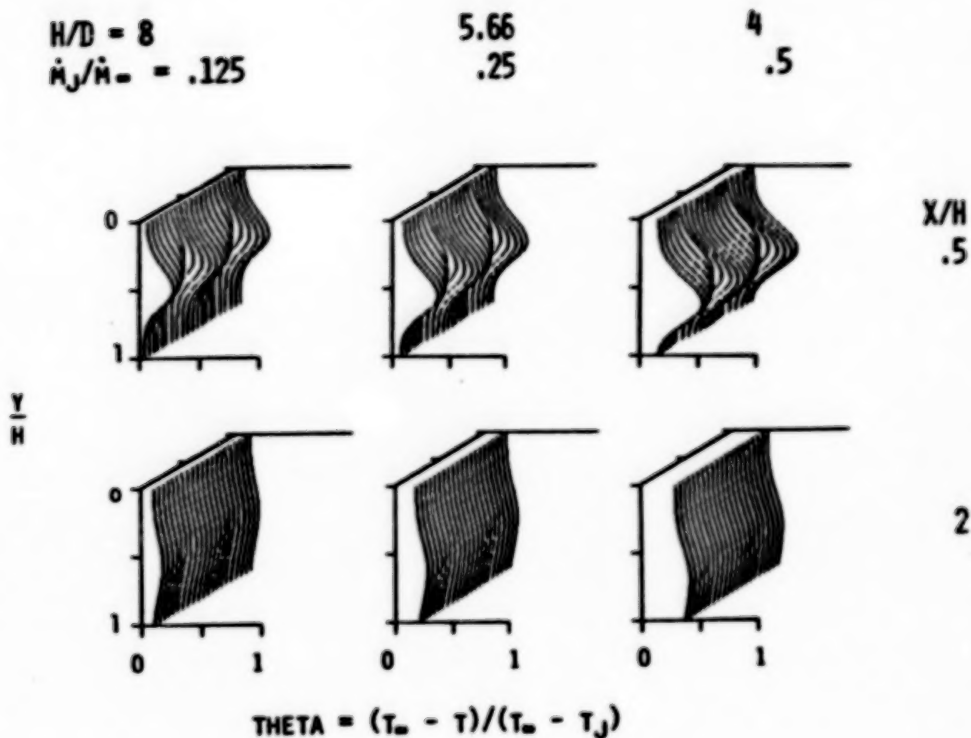 H/D = 8 5.66 4
ṀJ/Ṁ∞ = .125 .25 .5
X/H
0 .5
1
Y/H
0 2
1
0 1 0 1 0 1
THETA = (T∞ - T)/(T∞ - TJ)